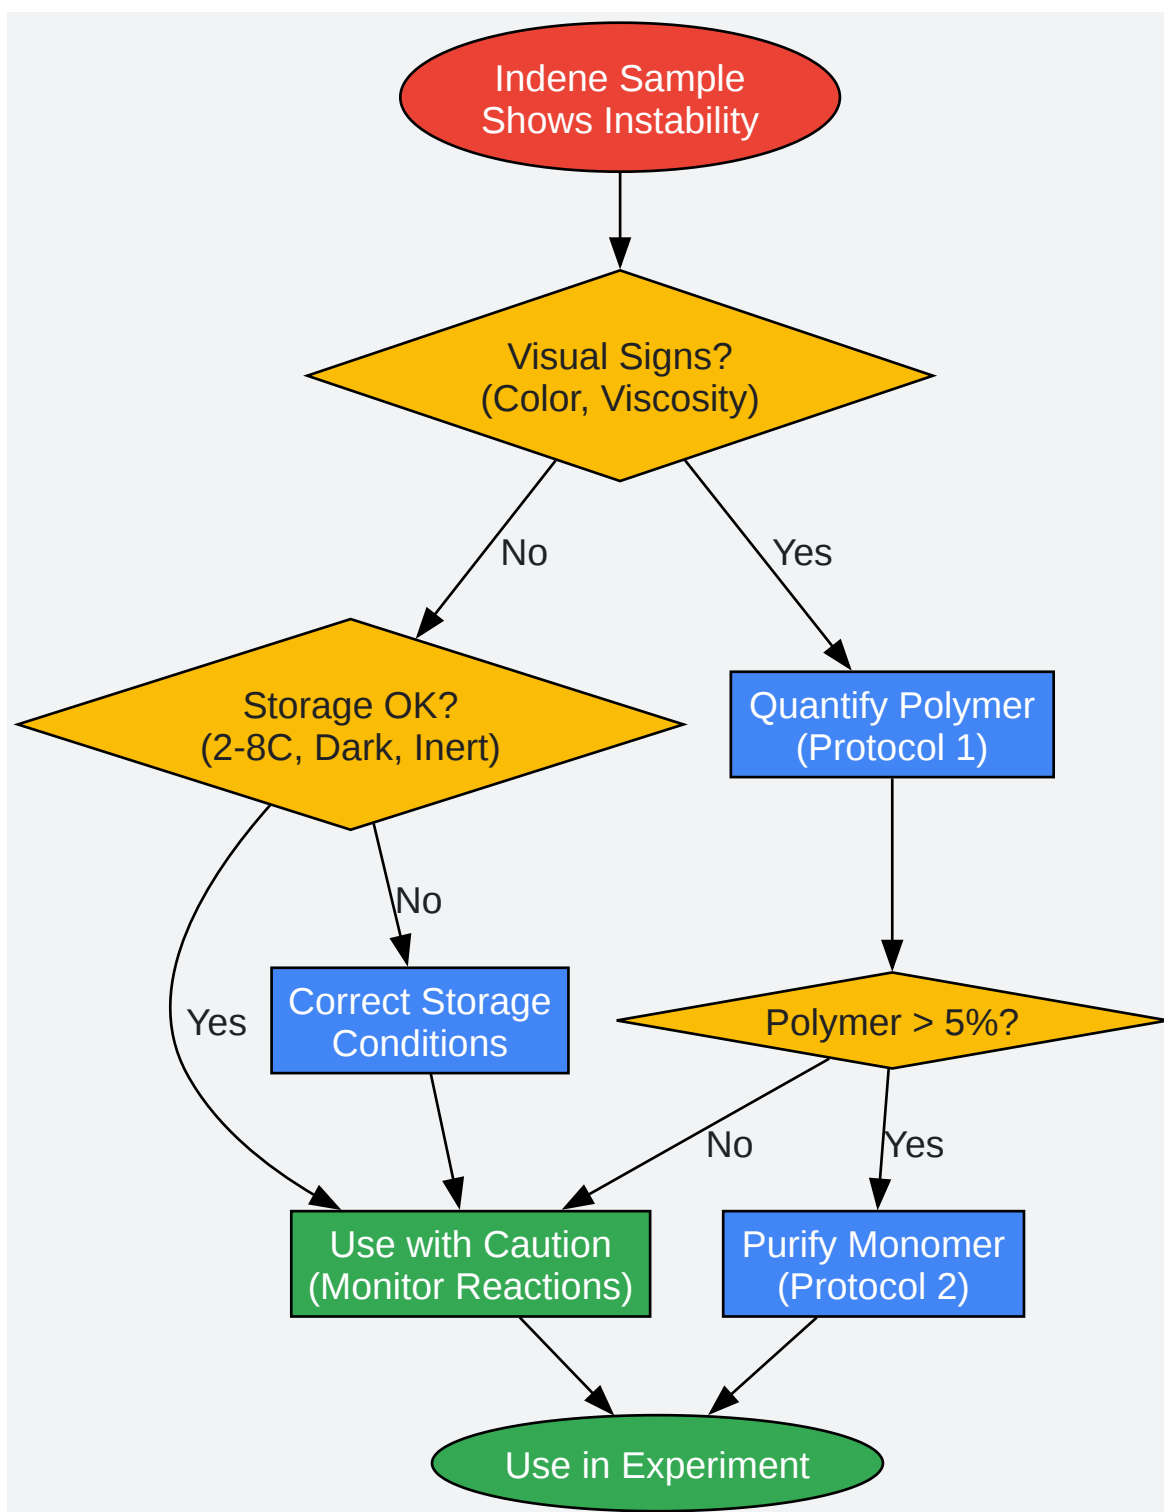 Indene Sample
Shows Instability
Visual Signs?
(Color, Viscosity)
No
Yes
Storage OK?
(2-8C, Dark, Inert)
Quantify Polymer
(Protocol 1)
No
Yes
Correct Storage
Conditions
Polymer > 5%?
No
Yes
Use with Caution
(Monitor Reactions)
Purify Monomer
(Protocol 2)
Use in Experiment